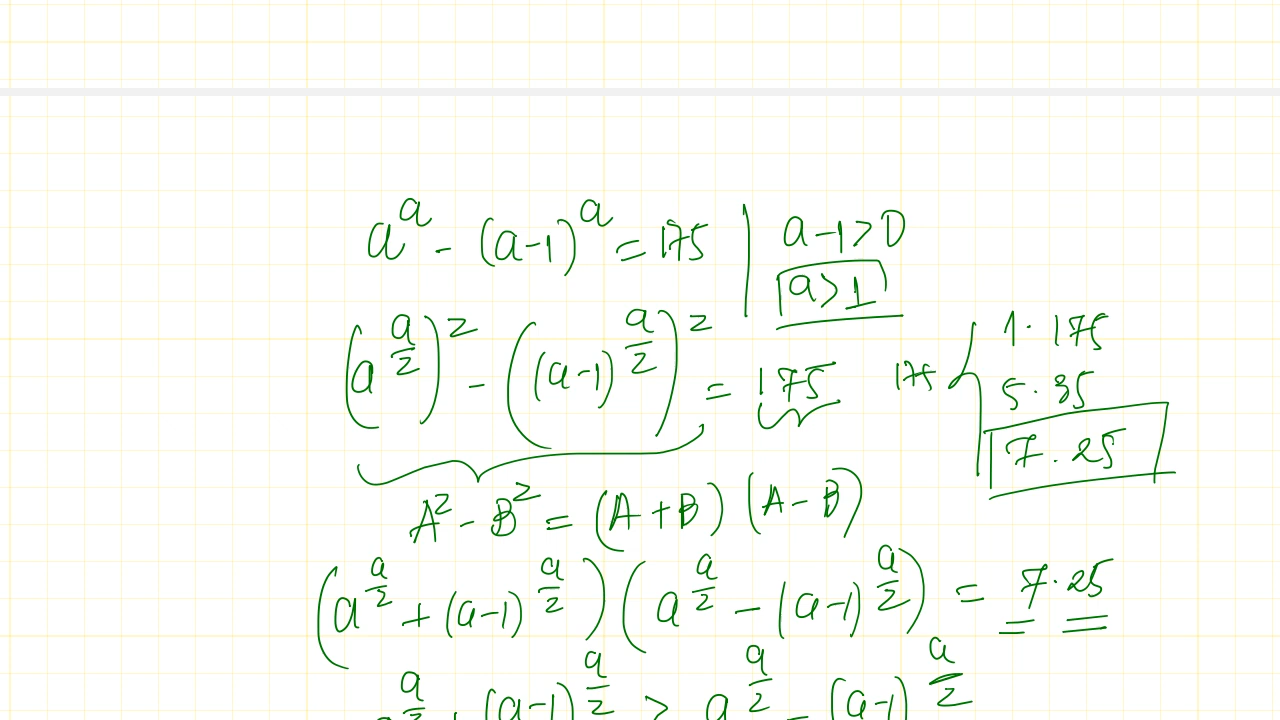 a^a - (a-1)^a = 175 | a-1>0
a>1
(a^(a/2))^2 - ((a-1)^(a/2))^2 = 175
175 { 1·175
5·35
7·25
A^2 - B^2 = (A+B)(A-B)
(a^(a/2) + (a-1)^(a/2))(a^(a/2) - (a-1)^(a/2)) = 7·25
a^(a/2) + (a-1)^(a/2) > a^(a/2) - (a-1)^(a/2)